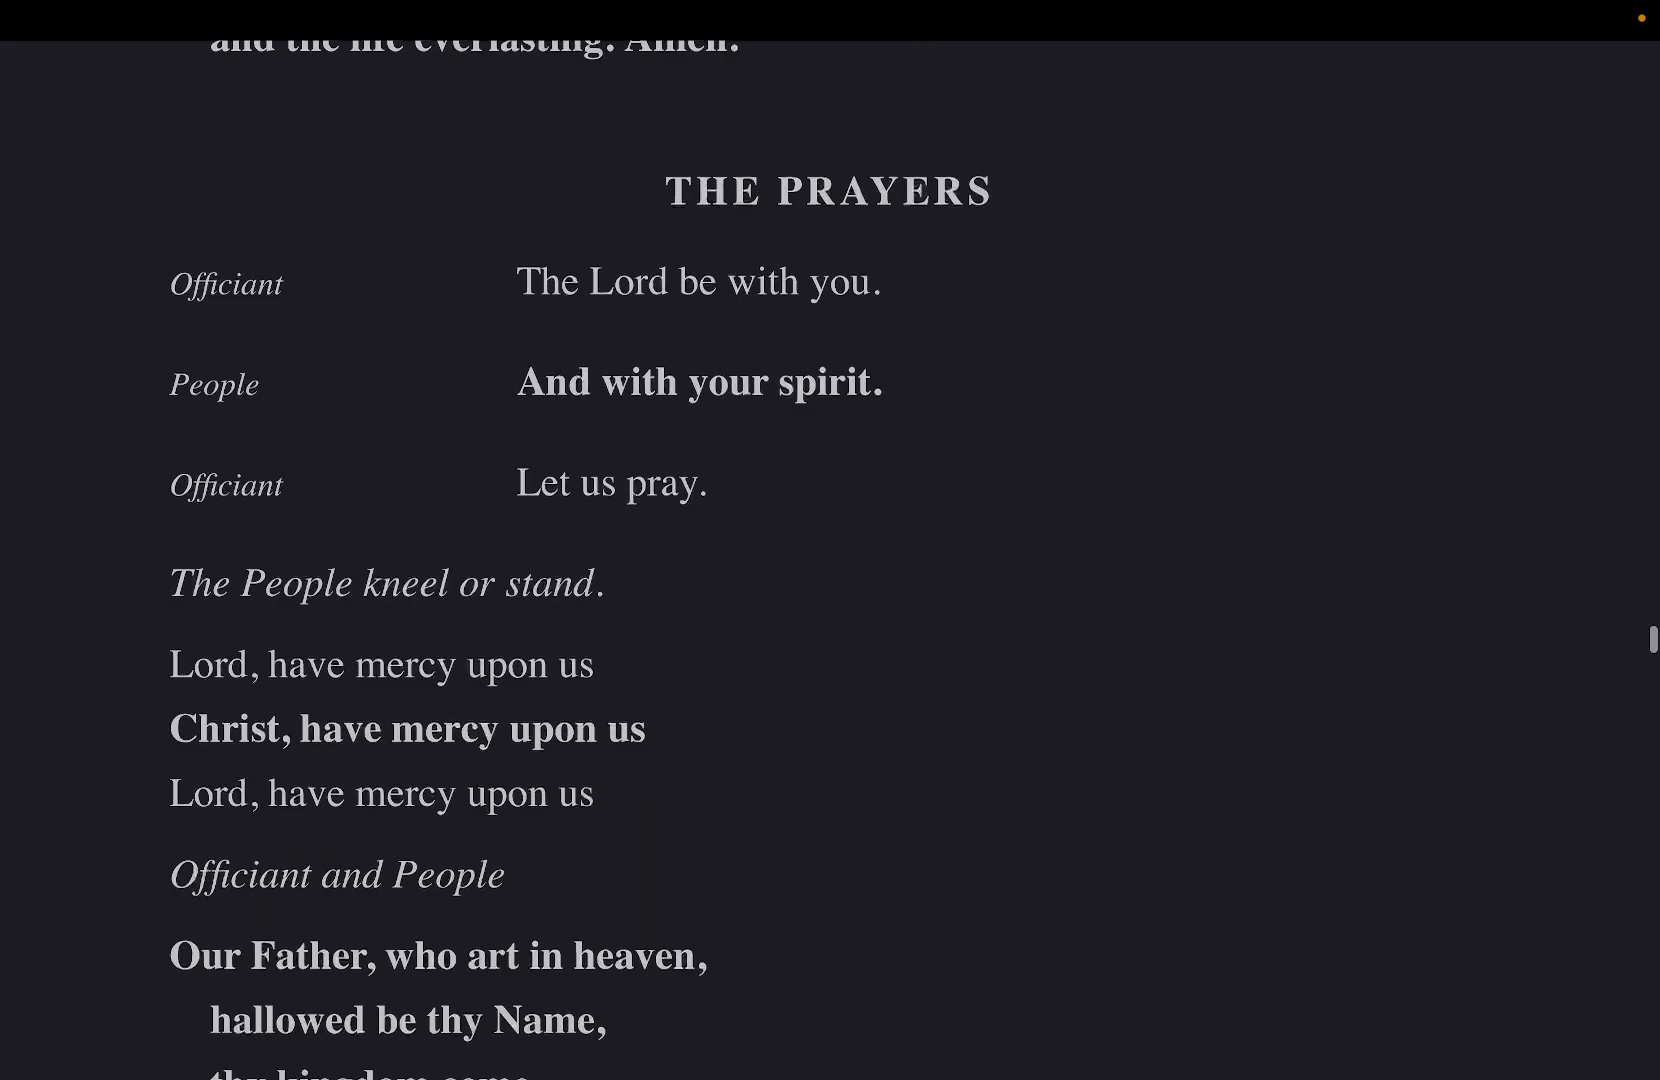 and the life everlasting. Amen.
THE PRAYERS
Officiant The Lord be with you.
People And with your spirit.
Officiant Let us pray.
The People kneel or stand.
Lord, have mercy upon us
Christ, have mercy upon us
Lord, have mercy upon us
Officiant and People
Our Father, who art in heaven,
hallowed be thy Name,
thy kingdom come,